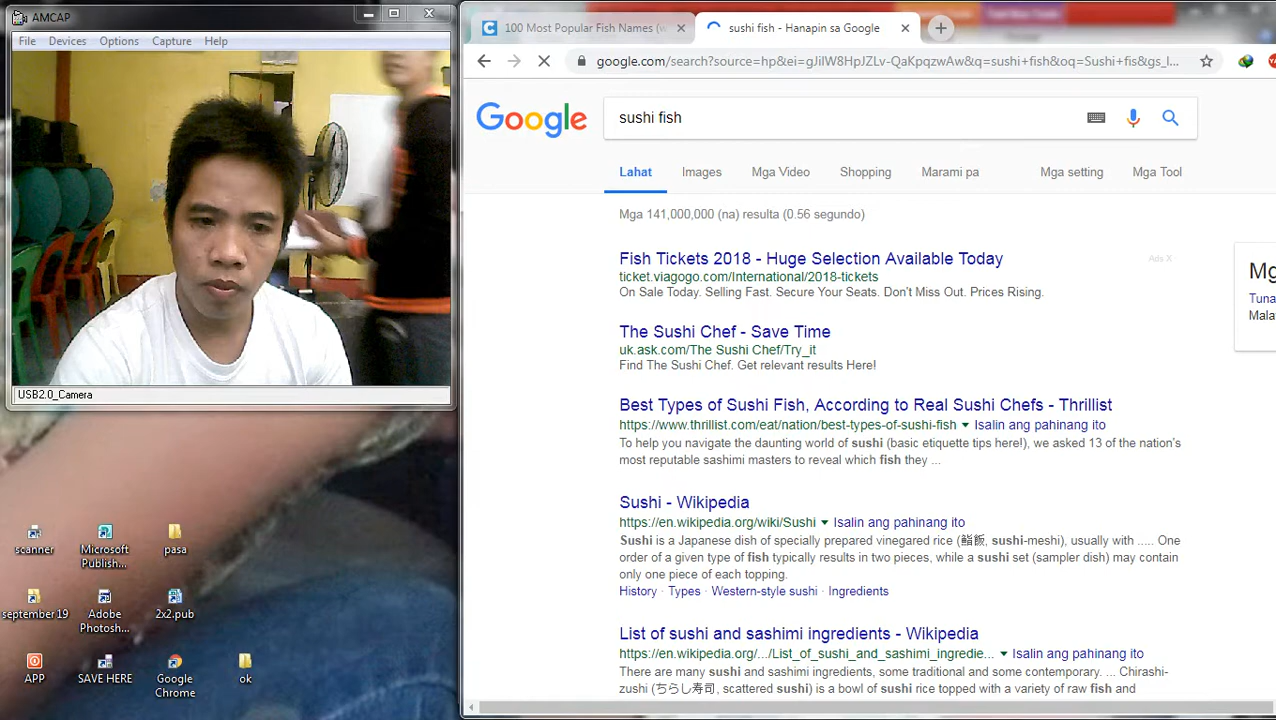 AMCAP
File Devices Options Capture Help
USB2.0_Camera
scanner
Microsoft
Publish...
pasa
september 19
Adobe
Photosh...
2x2.pub
APP
SAVE HERE
Google
Chrome
ok
100 Most Popular Fish Names (w
sushi fish - Hanapin sa Google
google.com/search?source=hp&ei=gJiIW8HpJZLv-QaKpqzwAw&q=sushi+fish&oq=Sushi+fis&gs_l...
Google
sushi fish
Lahat Images Mga Video Shopping Marami pa Mga setting Mga Tool
Mga 141,000,000 (na) resulta (0.56 segundo)
Fish Tickets 2018 - Huge Selection Available Today
Ads X
ticket.viagogo.com/International/2018-tickets
On Sale Today. Selling Fast. Secure Your Seats. Don't Miss Out. Prices Rising.
The Sushi Chef - Save Time
uk.ask.com/The Sushi Chef/Try_it
Find The Sushi Chef. Get relevant results Here!
Best Types of Sushi Fish, According to Real Sushi Chefs - Thrillist
https://www.thrillist.com/eat/nation/best-types-of-sushi-fish ▼ Isalin ang pahinang ito
To help you navigate the daunting world of sushi (basic etiquette tips here!), we asked 13 of the nation's
most reputable sashimi masters to reveal which fish they ...
Sushi - Wikipedia
https://en.wikipedia.org/wiki/Sushi ▼ Isalin ang pahinang ito
Sushi is a Japanese dish of specially prepared vinegared rice (鮨飯, sushi-meshi), usually with ..... One
order of a given type of fish typically results in two pieces, while a sushi set (sampler dish) may contain
only one piece of each topping.
History · Types · Western-style sushi · Ingredients
List of sushi and sashimi ingredients - Wikipedia
https://en.wikipedia.org/.../List_of_sushi_and_sashimi_ingredie... ▼ Isalin ang pahinang ito
There are many sushi and sashimi ingredients, some traditional and some contemporary. ... Chirashi-
zushi (ちらし寿司, scattered sushi) is a bowl of sushi rice topped with a variety of raw fish and
Mg
Tuna
Mala